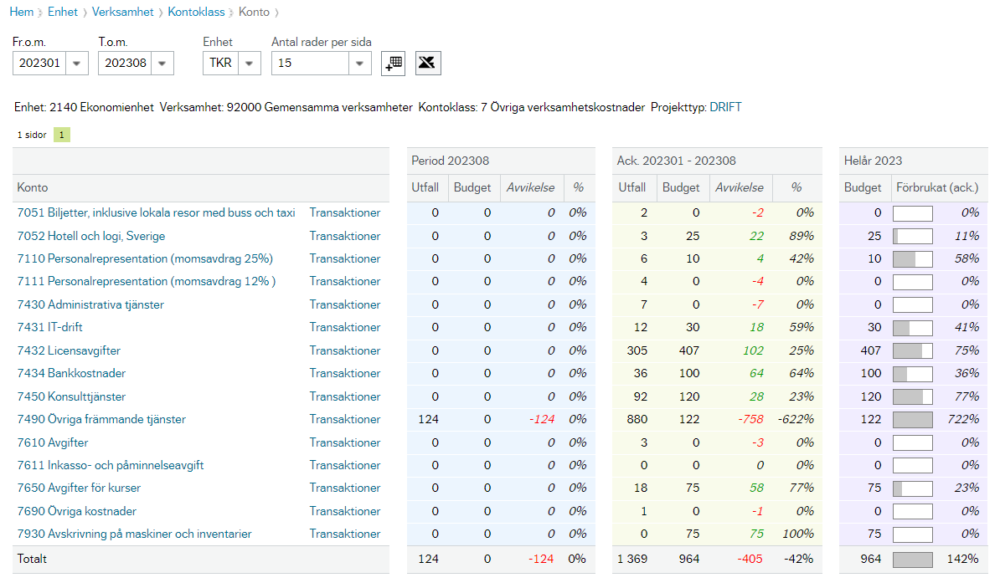 Hem Enhet Verksamhet Kontoklass Konto
Fr.o.m. T.o.m. Enhet Antal rader per sida
202301 202308 TKR 15
Enhet: 2140 Ekonomienhet Verksamhet: 92000 Gemensamma verksamheter Kontoklass: 7 Övriga verksamhetskostnader Projekttyp: DRIFT
1 sidor 1
Period 202308 Ack. 202301 - 202308 Helår 2023
Konto Utfall Budget Avvikelse % Utfall Budget Avvikelse % Budget Förbrukat (ack.)
7051 Biljetter, inklusive lokala resor med buss och taxi Transaktioner 0 0 0 0% 2 0 -2 0% 0 0%
7052 Hotell och logi, Sverige Transaktioner 0 0 0 0% 3 25 22 89% 25 11%
7110 Personalrepresentation (momsavdrag 25%) Transaktioner 0 0 0 0% 6 10 4 42% 10 58%
7111 Personalrepresentation (momsavdrag 12% ) Transaktioner 0 0 0 0% 4 0 -4 0% 0 0%
7430 Administrativa tjänster Transaktioner 0 0 0 0% 7 0 -7 0% 0 0%
7431 IT-drift Transaktioner 0 0 0 0% 12 30 18 59% 30 41%
7432 Licensavgifter Transaktioner 0 0 0 0% 305 407 102 25% 407 75%
7434 Bankkostnader Transaktioner 0 0 0 0% 36 100 64 64% 100 36%
7450 Konsulttjänster Transaktioner 0 0 0 0% 92 120 28 23% 120 77%
7490 Övriga främmande tjänster Transaktioner 124 0 -124 0% 880 122 -758 -622% 122 722%
7610 Avgifter Transaktioner 0 0 0 0% 3 0 -3 0% 0 0%
7611 Inkasso- och påminnelseavgift Transaktioner 0 0 0 0% 0 0 0 0% 0 0%
7650 Avgifter för kurser Transaktioner 0 0 0 0% 18 75 58 77% 75 23%
7690 Övriga kostnader Transaktioner 0 0 0 0% 1 0 -1 0% 0 0%
7930 Avskrivning på maskiner och inventarier Transaktioner 0 0 0 0% 0 75 75 100% 75 0%
Totalt 124 0 -124 0% 1 369 964 -405 -42% 964 142%